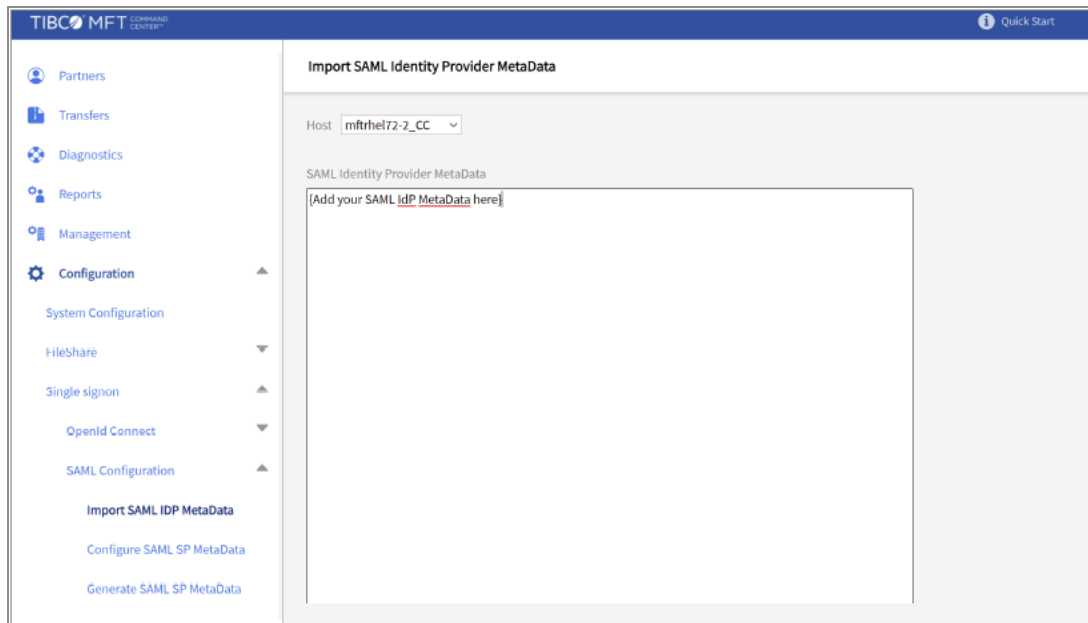 TIBCO MFT COMMAND CENTER™
Quick Start
Partners
Transfers
Diagnostics
Reports
Management
Configuration
System Configuration
FileShare
Single signon
OpenId Connect
SAML Configuration
Import SAML IDP MetaData
Configure SAML SP MetaData
Generate SAML SP MetaData
Import SAML Identity Provider MetaData
Host mftrhel72-2_CC
SAML Identity Provider MetaData
{Add your SAML IdP MetaData here}